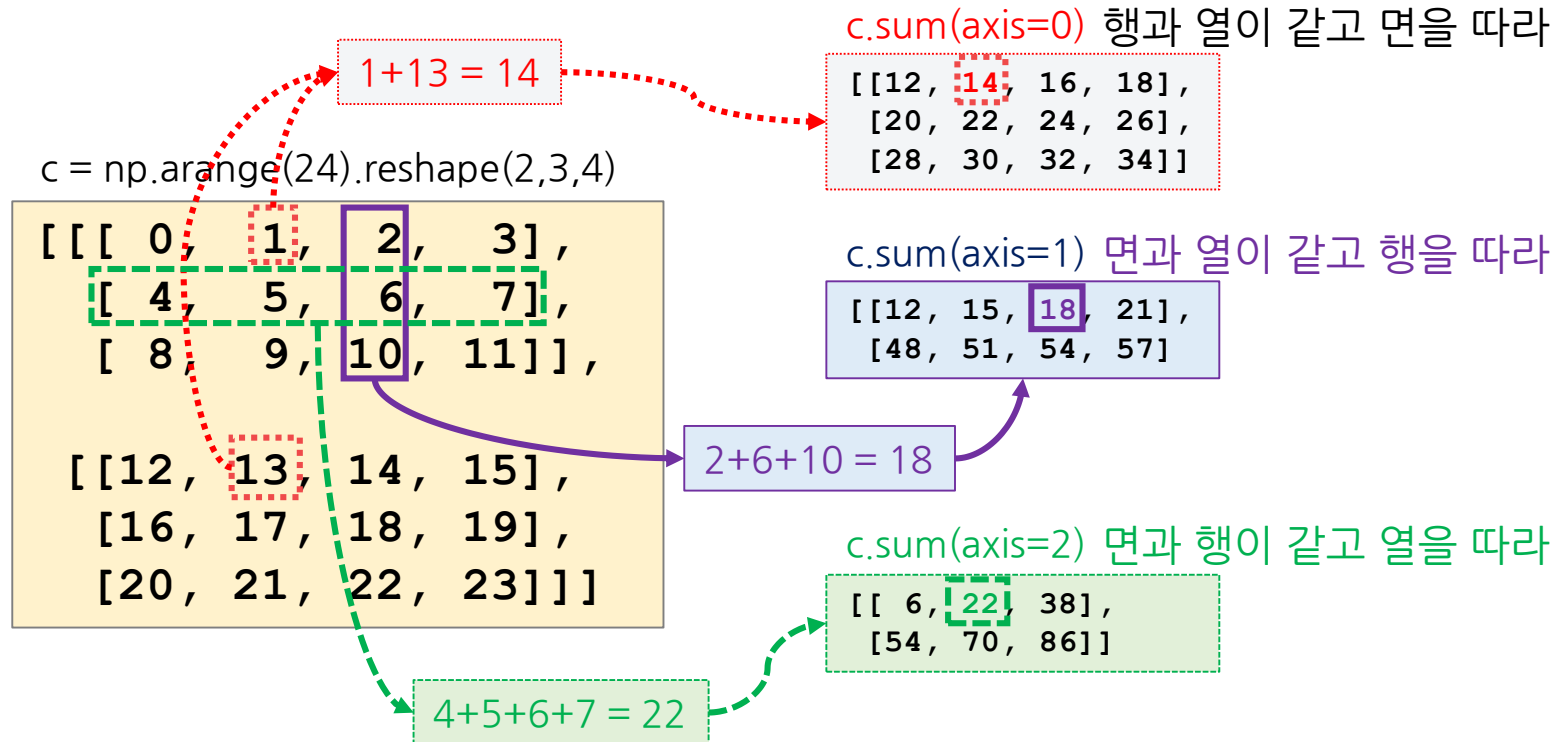 c.sum(axis=0) 행과 열이 같고 면을 따라
1+13 = 14
[[12, 14, 16, 18],
[20, 22, 24, 26],
[28, 30, 32, 34]]
c = np.arange(24).reshape(2,3,4)
[[[ 0, 1, 2, 3],
[ 4, 5, 6, 7],
[ 8, 9, 10, 11]],
[[12, 13, 14, 15],
[16, 17, 18, 19],
[20, 21, 22, 23]]]
c.sum(axis=1) 면과 열이 같고 행을 따라
[[12, 15, 18, 21],
[48, 51, 54, 57]
2+6+10 = 18
c.sum(axis=2) 면과 행이 같고 열을 따라
[[ 6, 22, 38],
[54, 70, 86]]
4+5+6+7 = 22